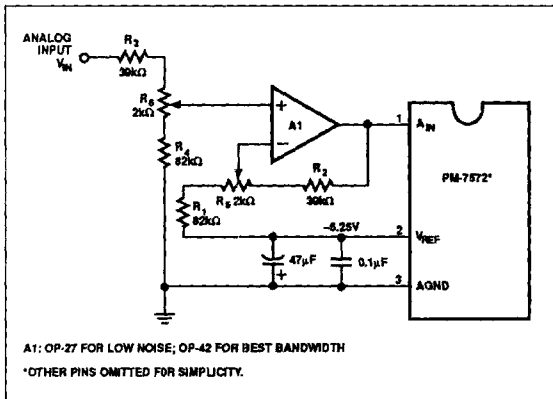 ANALOG
INPUT
VIN
R2
39kΩ
R6
2kΩ
R4
82kΩ
+
A1
−
R5 2kΩ
R2
39kΩ
R1
82kΩ
1 AIN
PM-7572*
−5.25V
2 VREF
47µF
+
0.1µF
3 AGND
A1: OP-27 FOR LOW NOISE; OP-42 FOR BEST BANDWIDTH
*OTHER PINS OMITTED FOR SIMPLICITY.